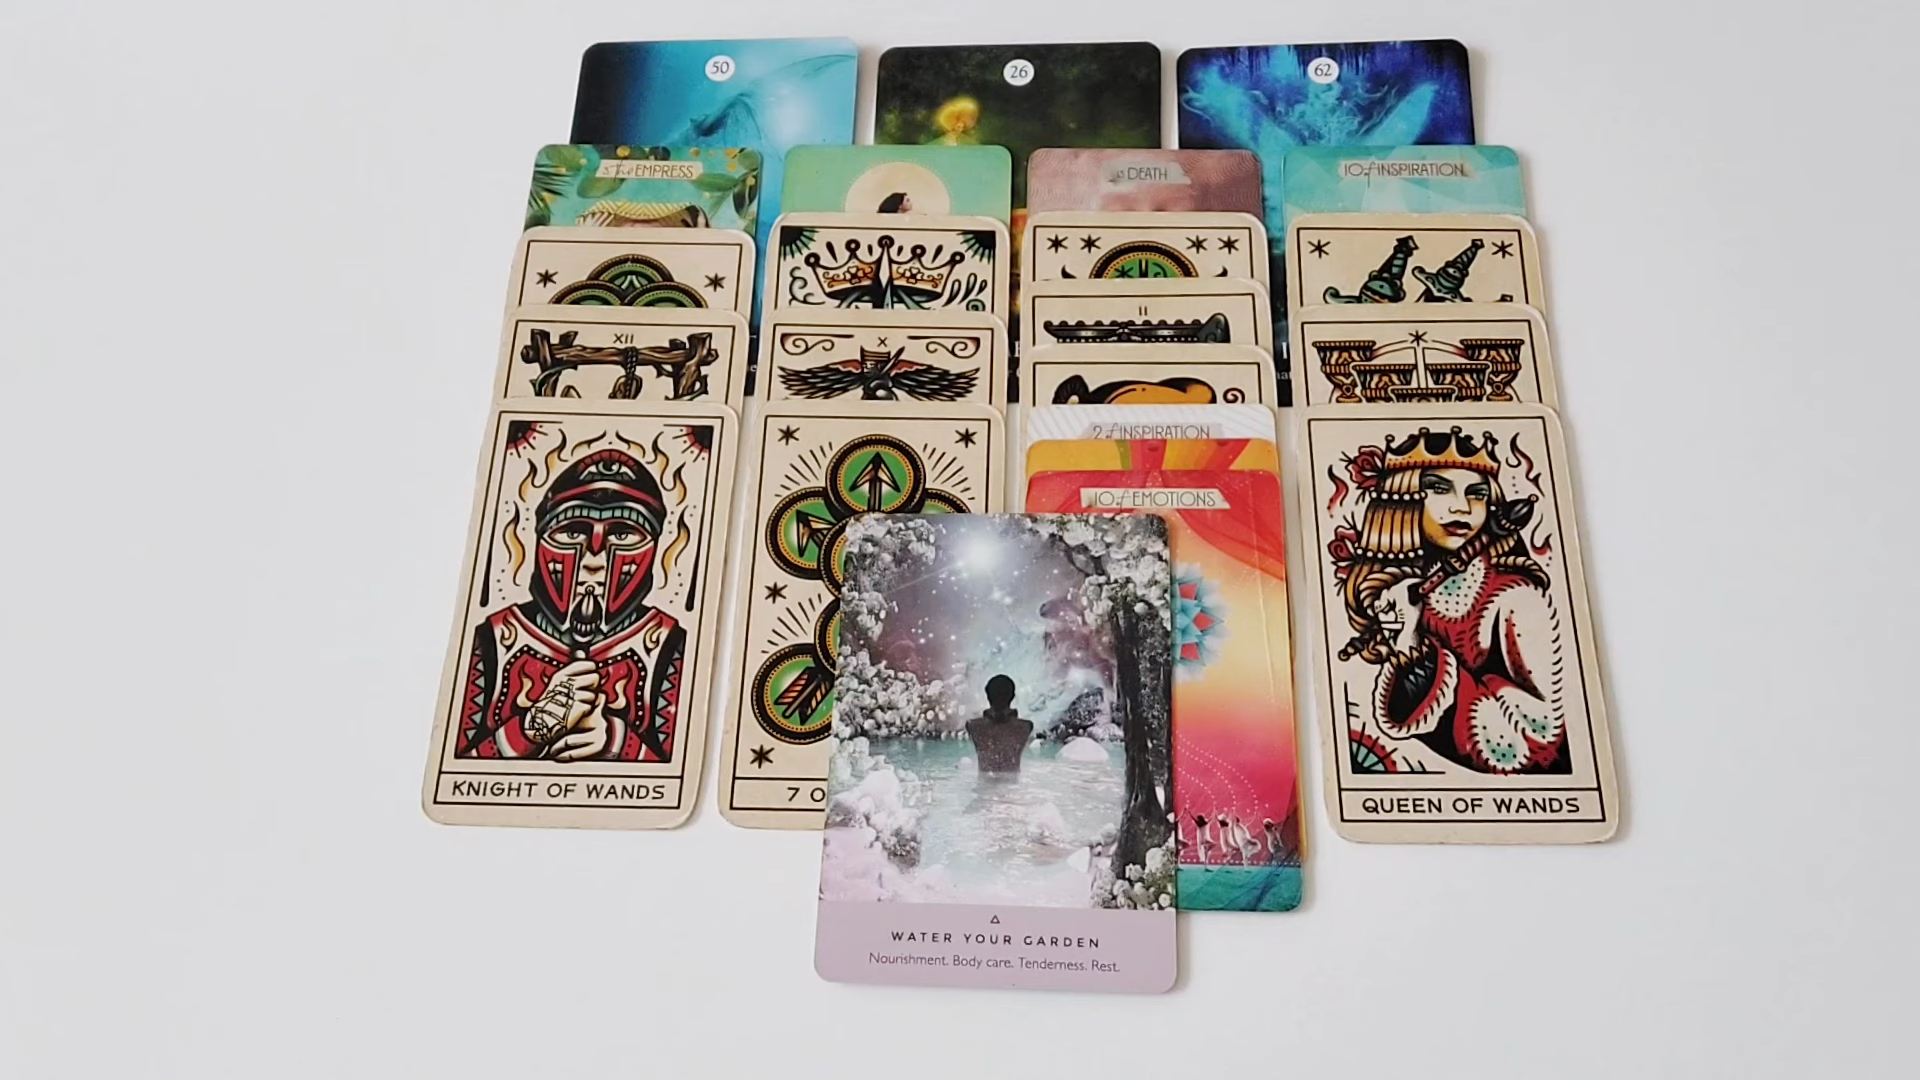 50
26
62
3 The EMPRESS
DEATH
10 of INSPIRATION
II
XII
X
2 of INSPIRATION
10 of EMOTIONS
KNIGHT OF WANDS
7 O
QUEEN OF WANDS
WATER YOUR GARDEN
Nourishment. Body care. Tenderness. Rest.